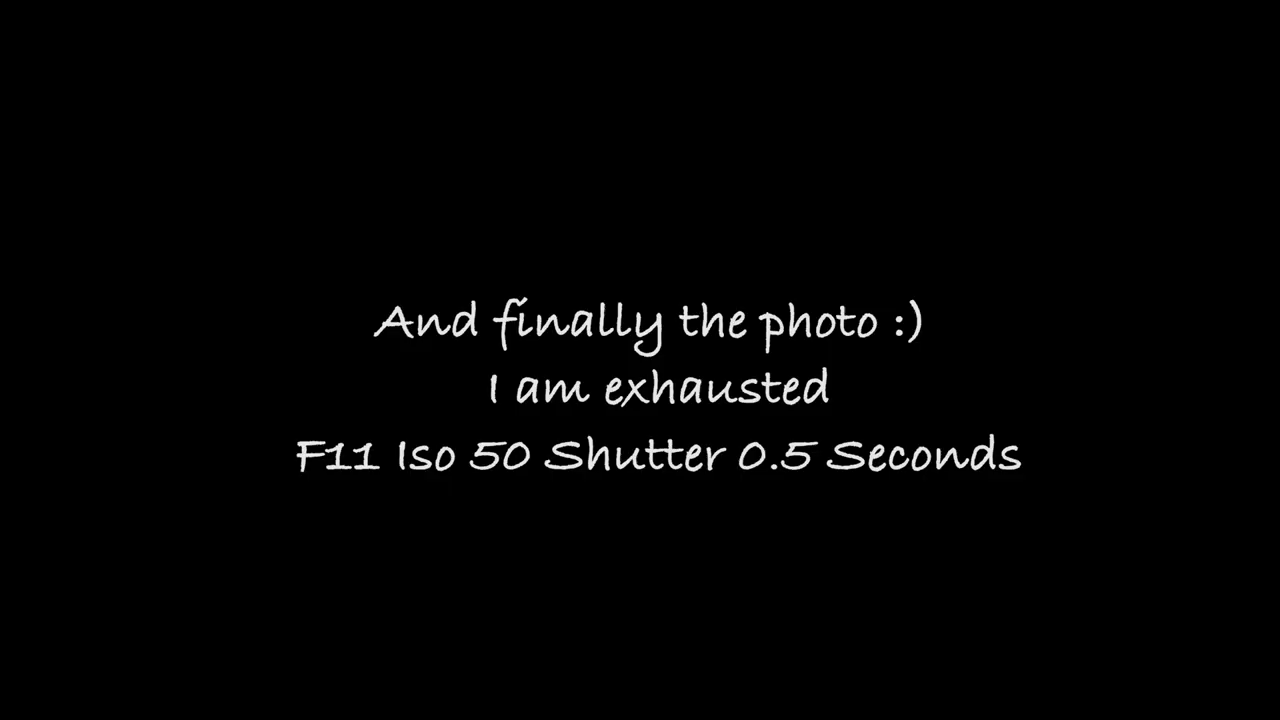 And finally the photo :)
I am exhausted
F11 Iso 50 Shutter 0.5 Seconds